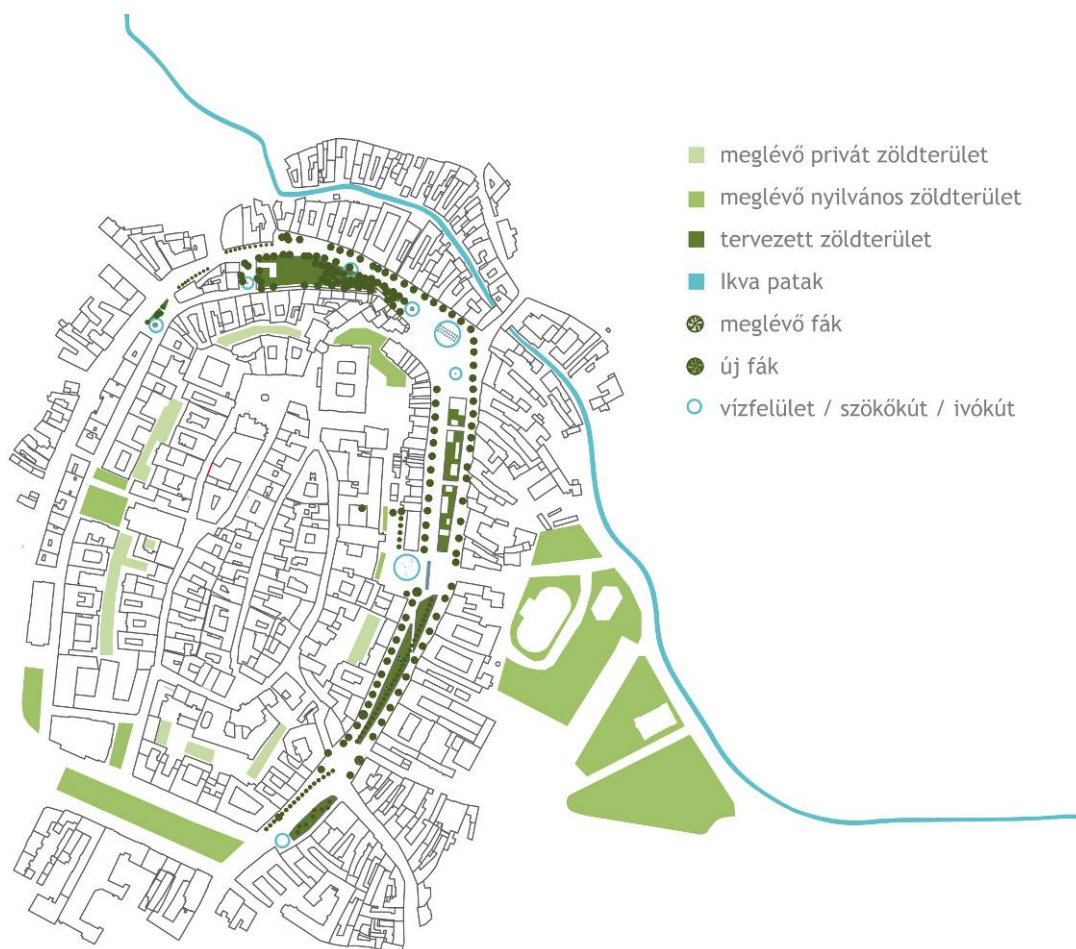 meglévő privát zöldterület
meglévő nyilvános zöldterület
tervezett zöldterület
Ikva patak
meglévő fák
új fák
vízfelület / szökőkút / ivókút